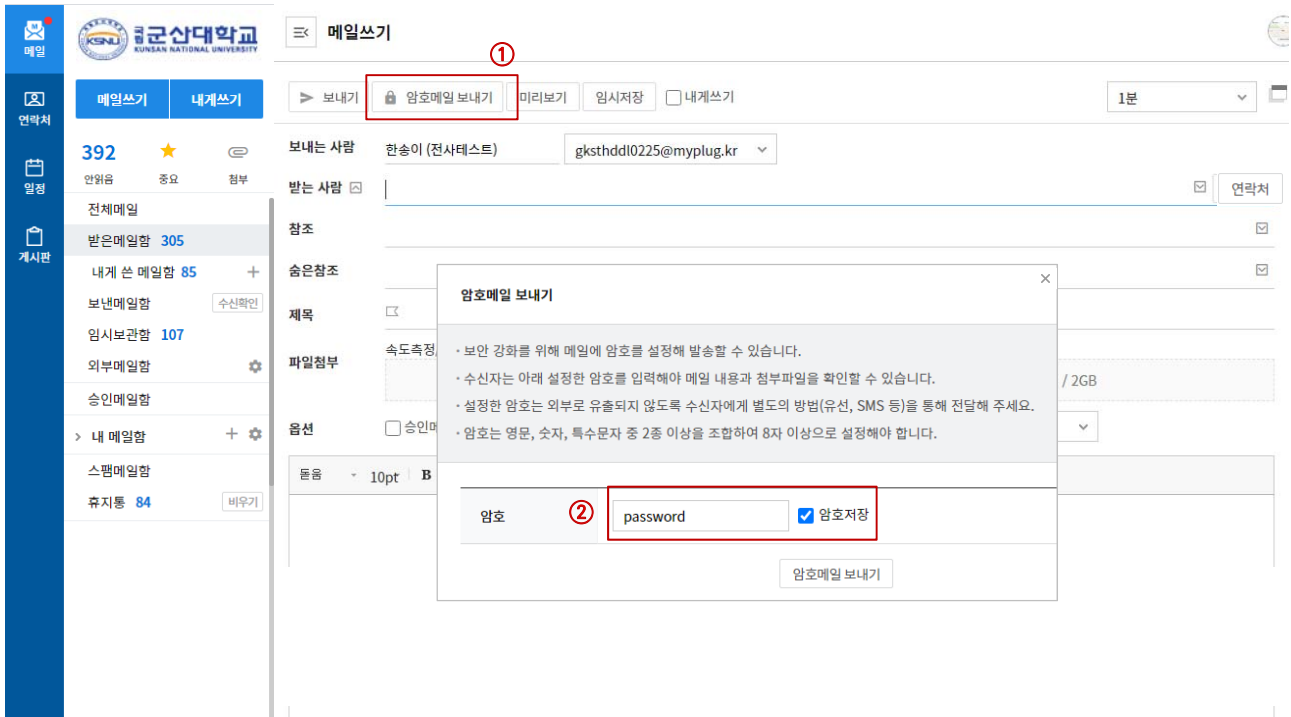 메일
연락처
일정
게시판
KSNU
국립군산대학교
KUNSAN NATIONAL UNIVERSITY
메일쓰기 내게쓰기
392
안읽음 중요 첨부
전체메일
받은메일함 305
내게 쓴 메일함 85
보낸메일함 수신확인
임시보관함 107
외부메일함
승인메일함
내 메일함
스팸메일함
휴지통 84 비우기
메일쓰기
①
보내기 암호메일 보내기 미리보기 임시저장 내게쓰기 1분
보내는 사람 한송이 (전사테스트) gksthddl0225@myplug.kr
받는 사람 연락처
참조
숨은참조
제목
파일첨부 속도측정
/ 2GB
옵션 승인메
돋움 10pt B
암호메일 보내기
· 보안 강화를 위해 메일에 암호를 설정해 발송할 수 있습니다.
· 수신자는 아래 설정한 암호를 입력해야 메일 내용과 첨부파일을 확인할 수 있습니다.
· 설정한 암호는 외부로 유출되지 않도록 수신자에게 별도의 방법(유선, SMS 등)을 통해 전달해 주세요.
· 암호는 영문, 숫자, 특수문자 중 2종 이상을 조합하여 8자 이상으로 설정해야 합니다.
암호 ② password 암호저장
암호메일 보내기